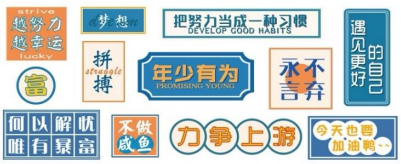 strive
越努力
越幸运
lucky
梦想
把努力当成一种习惯
DEVELOP GOOD HABITS
遇见更好
的自己
富
拼
struggle
搏
年少有为
PROMISING YOUNG
永不
言弃
何以解忧
唯有暴富
不做
咸鱼
力争上游
今天也要
加油鸭~~